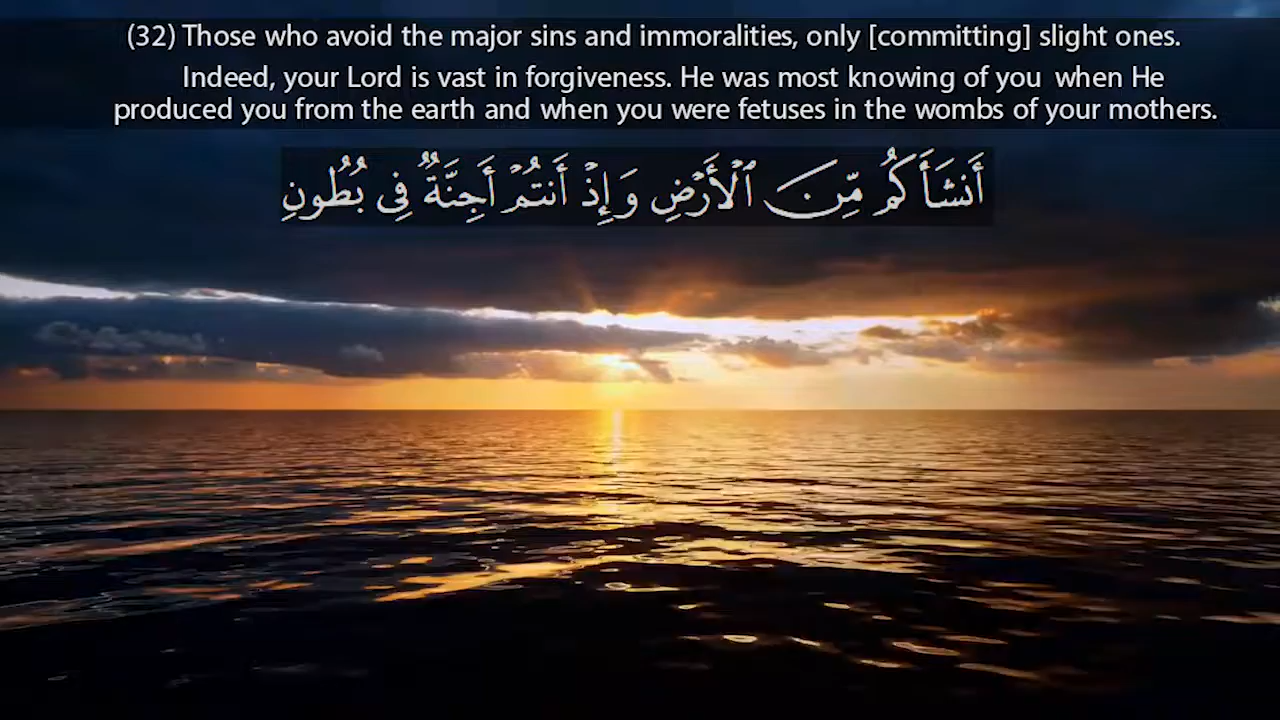 (32) Those who avoid the major sins and immoralities, only [committing] slight ones.
Indeed, your Lord is vast in forgiveness. He was most knowing of you when He
produced you from the earth and when you were fetuses in the wombs of your mothers.
أَنشَأَكُم مِّنَ ٱلْأَرْضِ وَإِذْ أَنتُمْ أَجِنَّةٌ فِى بُطُونِ